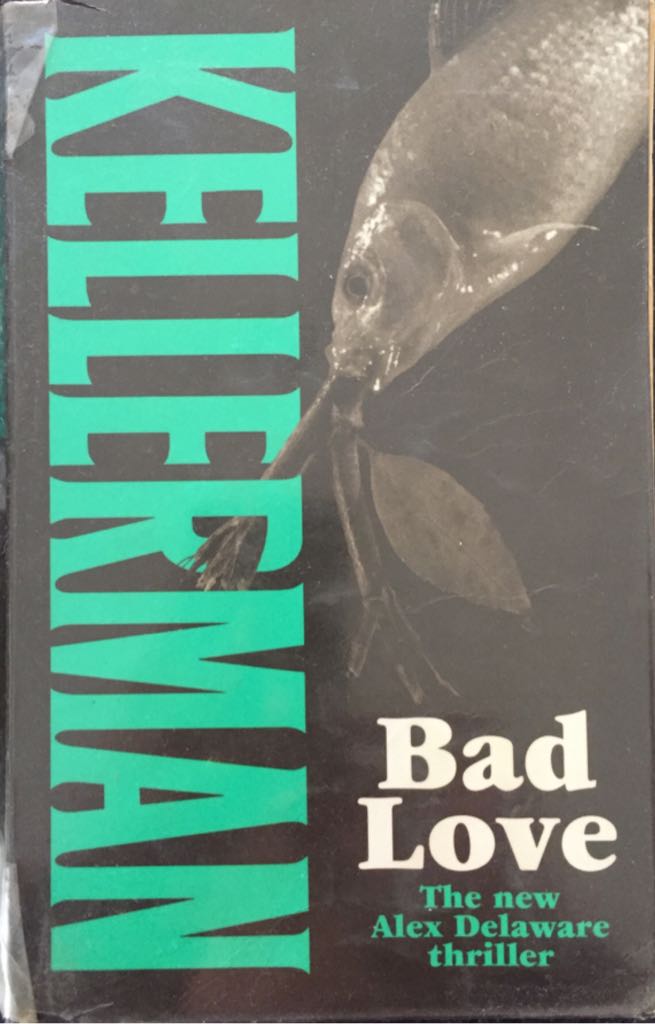 KELLERMAN
Bad
Love
The new
Alex Delaware
thriller